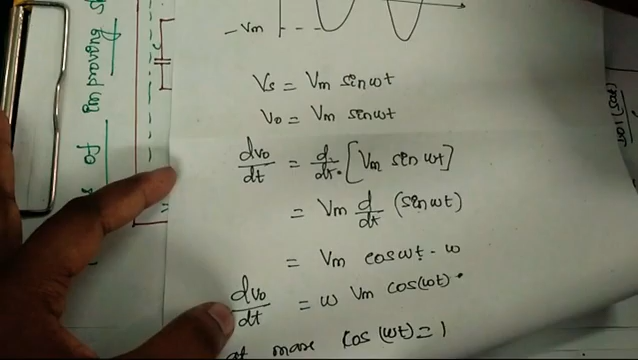 - Vm
Vs = Vm sinωt
Vo = Vm sinωt
dvo/dt = d/dt [Vm sin ωt]
= Vm d/dt (sinωt)
= Vm cosωt · ω
dvo/dt = ω Vm cos(ωt)
at max cos (ωt) = 1